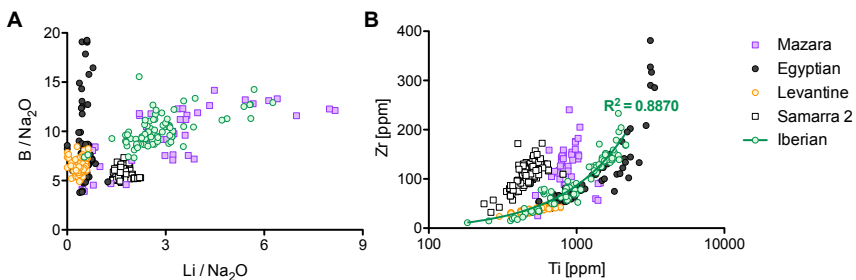 A
20
15
10
5
0
B / Na₂O
0 3 6 9
Li / Na₂O
B
400
300
200
100
0
Zr [ppm]
R² = 0.8870
100 1000 10000
Ti [ppm]
Mazara
Egyptian
Levantine
Samarra 2
Iberian